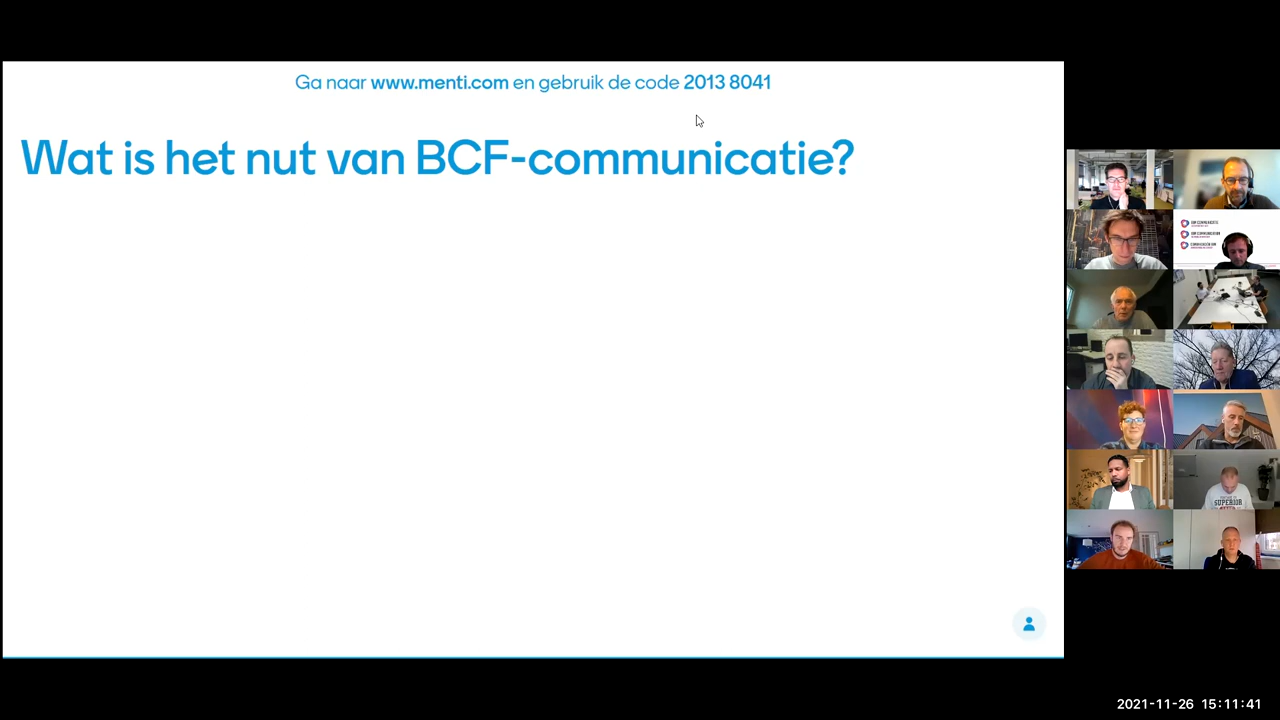 Ga naar www.menti.com en gebruik de code 2013 8041
Wat is het nut van BCF-communicatie?
SUPERIOR
2021-11-26 15:11:41